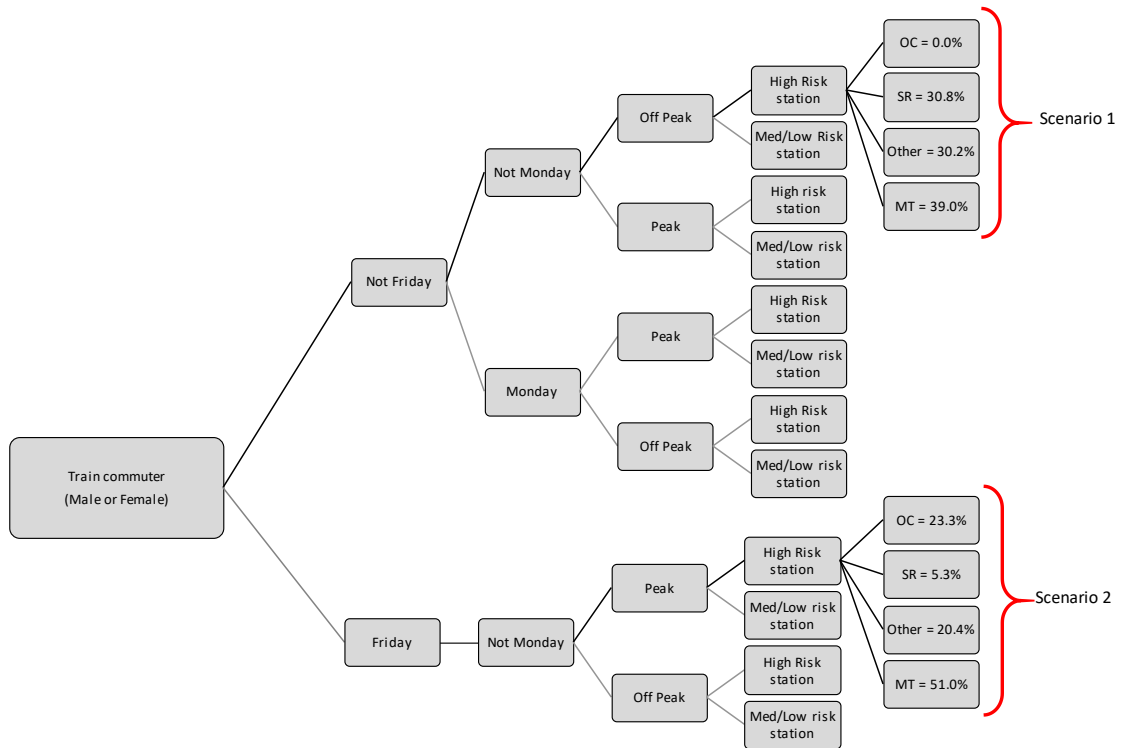 Train commuter
(Male or Female)
Not Friday
Friday
Not Monday
Monday
Not Monday
Off Peak
Peak
Peak
Off Peak
Peak
Off Peak
High Risk
station
Med/Low Risk
station
High risk
station
Med/Low risk
station
High Risk
station
Med/Low risk
station
High Risk
station
Med/Low risk
station
High Risk
station
Med/Low risk
station
High Risk
station
Med/Low risk
station
OC = 0.0%
SR = 30.8%
Other = 30.2%
MT = 39.0%
Scenario 1
OC = 23.3%
SR = 5.3%
Other = 20.4%
MT = 51.0%
Scenario 2